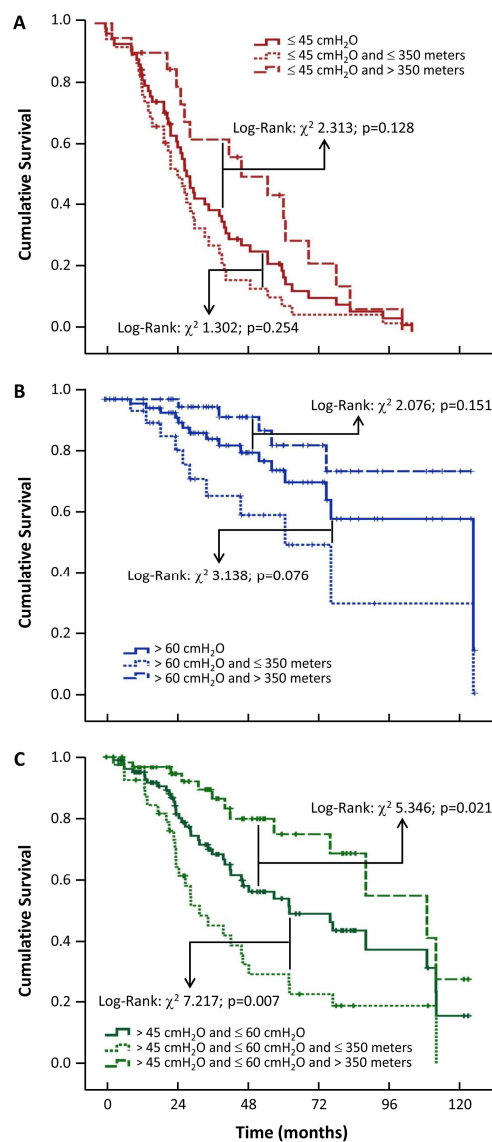 A
≤ 45 cmH₂O
≤ 45 cmH₂O and ≤ 350 meters
≤ 45 cmH₂O and > 350 meters
Log-Rank: χ² 2.313; p=0.128
Log-Rank: χ² 1.302; p=0.254
Cumulative Survival
1.0
0.8
0.6
0.4
0.2
0.0
B
Log-Rank: χ² 2.076; p=0.151
Log-Rank: χ² 3.138; p=0.076
> 60 cmH₂O
> 60 cmH₂O and ≤ 350 meters
> 60 cmH₂O and > 350 meters
Cumulative Survival
1.0
0.8
0.6
0.4
0.2
0.0
C
Log-Rank: χ² 5.346; p=0.021
Log-Rank: χ² 7.217; p=0.007
> 45 cmH₂O and ≤ 60 cmH₂O
> 45 cmH₂O and ≤ 60 cmH₂O and ≤ 350 meters
> 45 cmH₂O and ≤ 60 cmH₂O and > 350 meters
Cumulative Survival
1.0
0.8
0.6
0.4
0.2
0.0
0 24 48 72 96 120
Time (months)